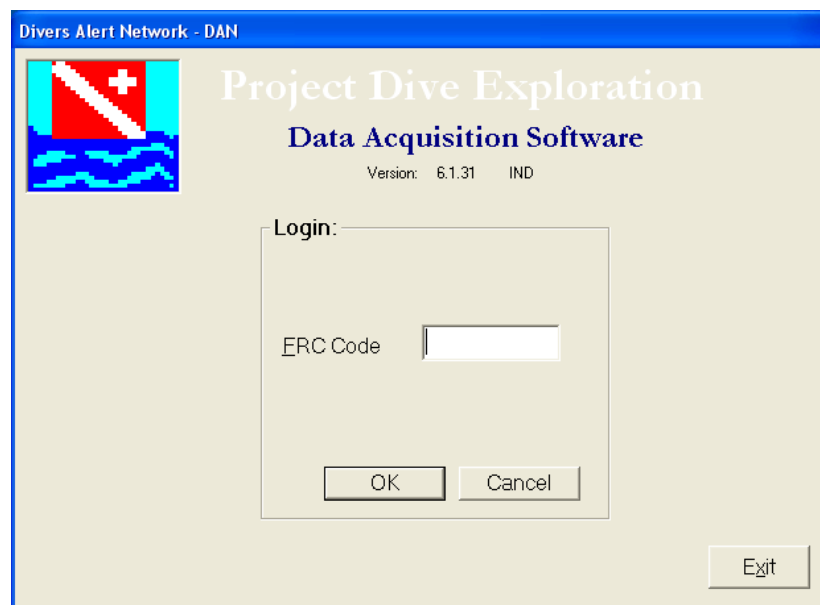 Divers Alert Network - DAN
Project Dive Exploration
Data Acquisition Software
Version: 6.1.31 IND
Login:
FRC Code
OK Cancel
Exit